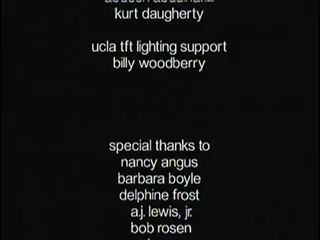 kurt daugherty
ucla tft lighting support
billy woodberry
special thanks to
nancy angus
barbara boyle
delphine frost
a.j. lewis, jr.
bob rosen